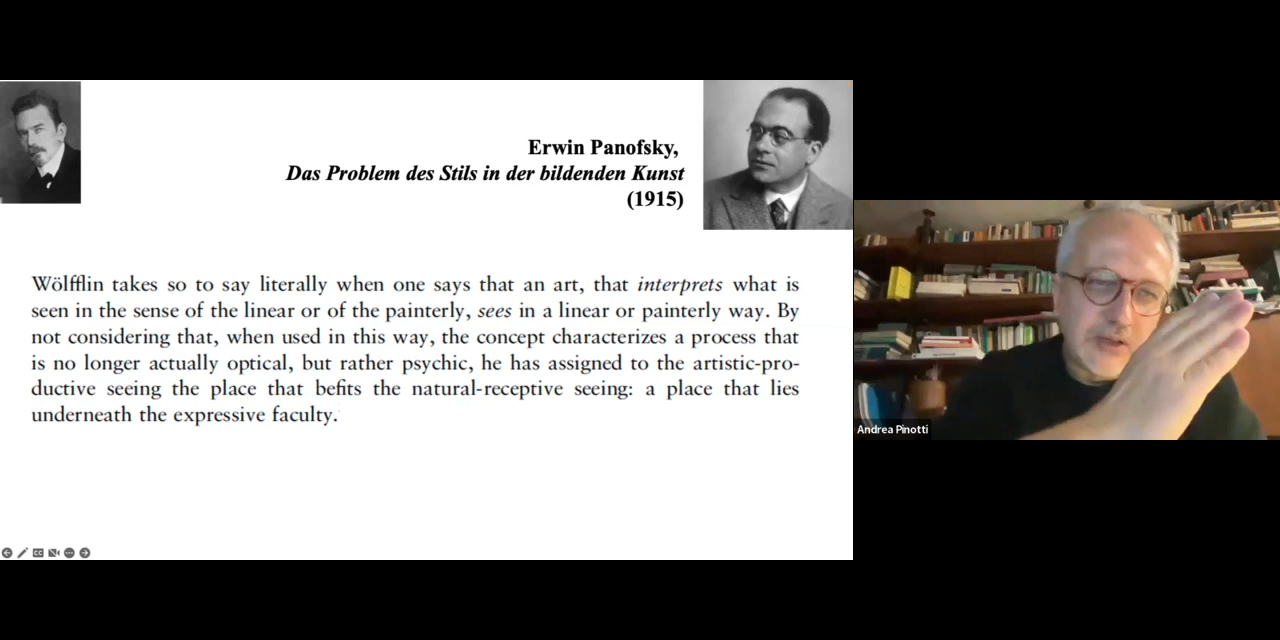 Erwin Panofsky,
Das Problem des Stils in der bildenden Kunst
(1915)
Wölfflin takes so to say literally when one says that an art, that interprets what is
seen in the sense of the linear or of the painterly, sees in a linear or painterly way. By
not considering that, when used in this way, the concept characterizes a process that
is no longer actually optical, but rather psychic, he has assigned to the artistic-pro-
ductive seeing the place that befits the natural-receptive seeing: a place that lies
underneath the expressive faculty.
Andrea Pinotti